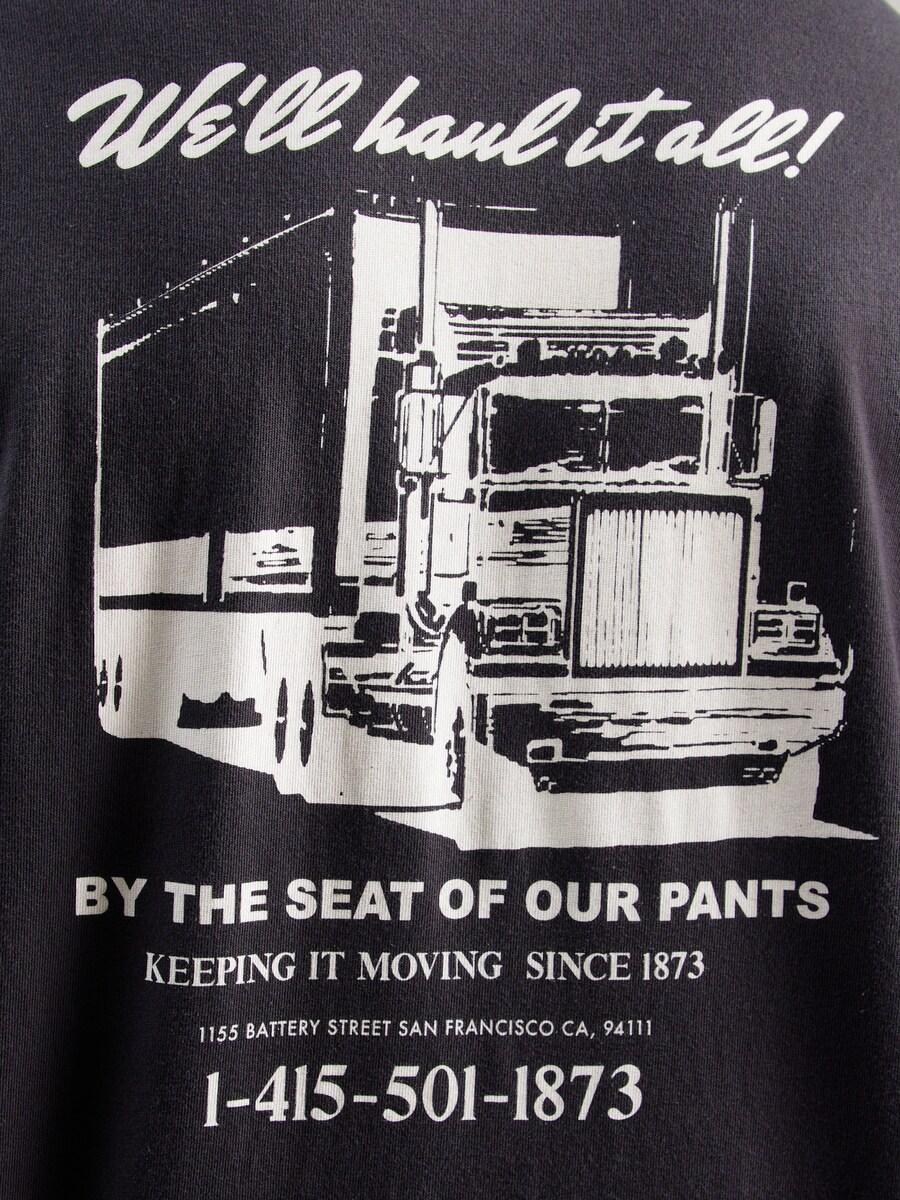 We'll haul it all!
BY THE SEAT OF OUR PANTS
KEEPING IT MOVING SINCE 1873
1155 BATTERY STREET SAN FRANCISCO CA, 94111
1-415-501-1873